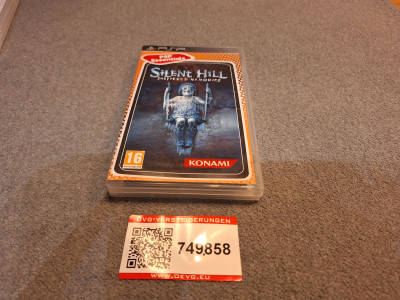 PSP
PSP
Essentials
SILENT HILL
SHATTERED MEMORIES
16
KONAMI
DVG-VERSTEIGERUNGEN
749858
WWW.DEVG.EU